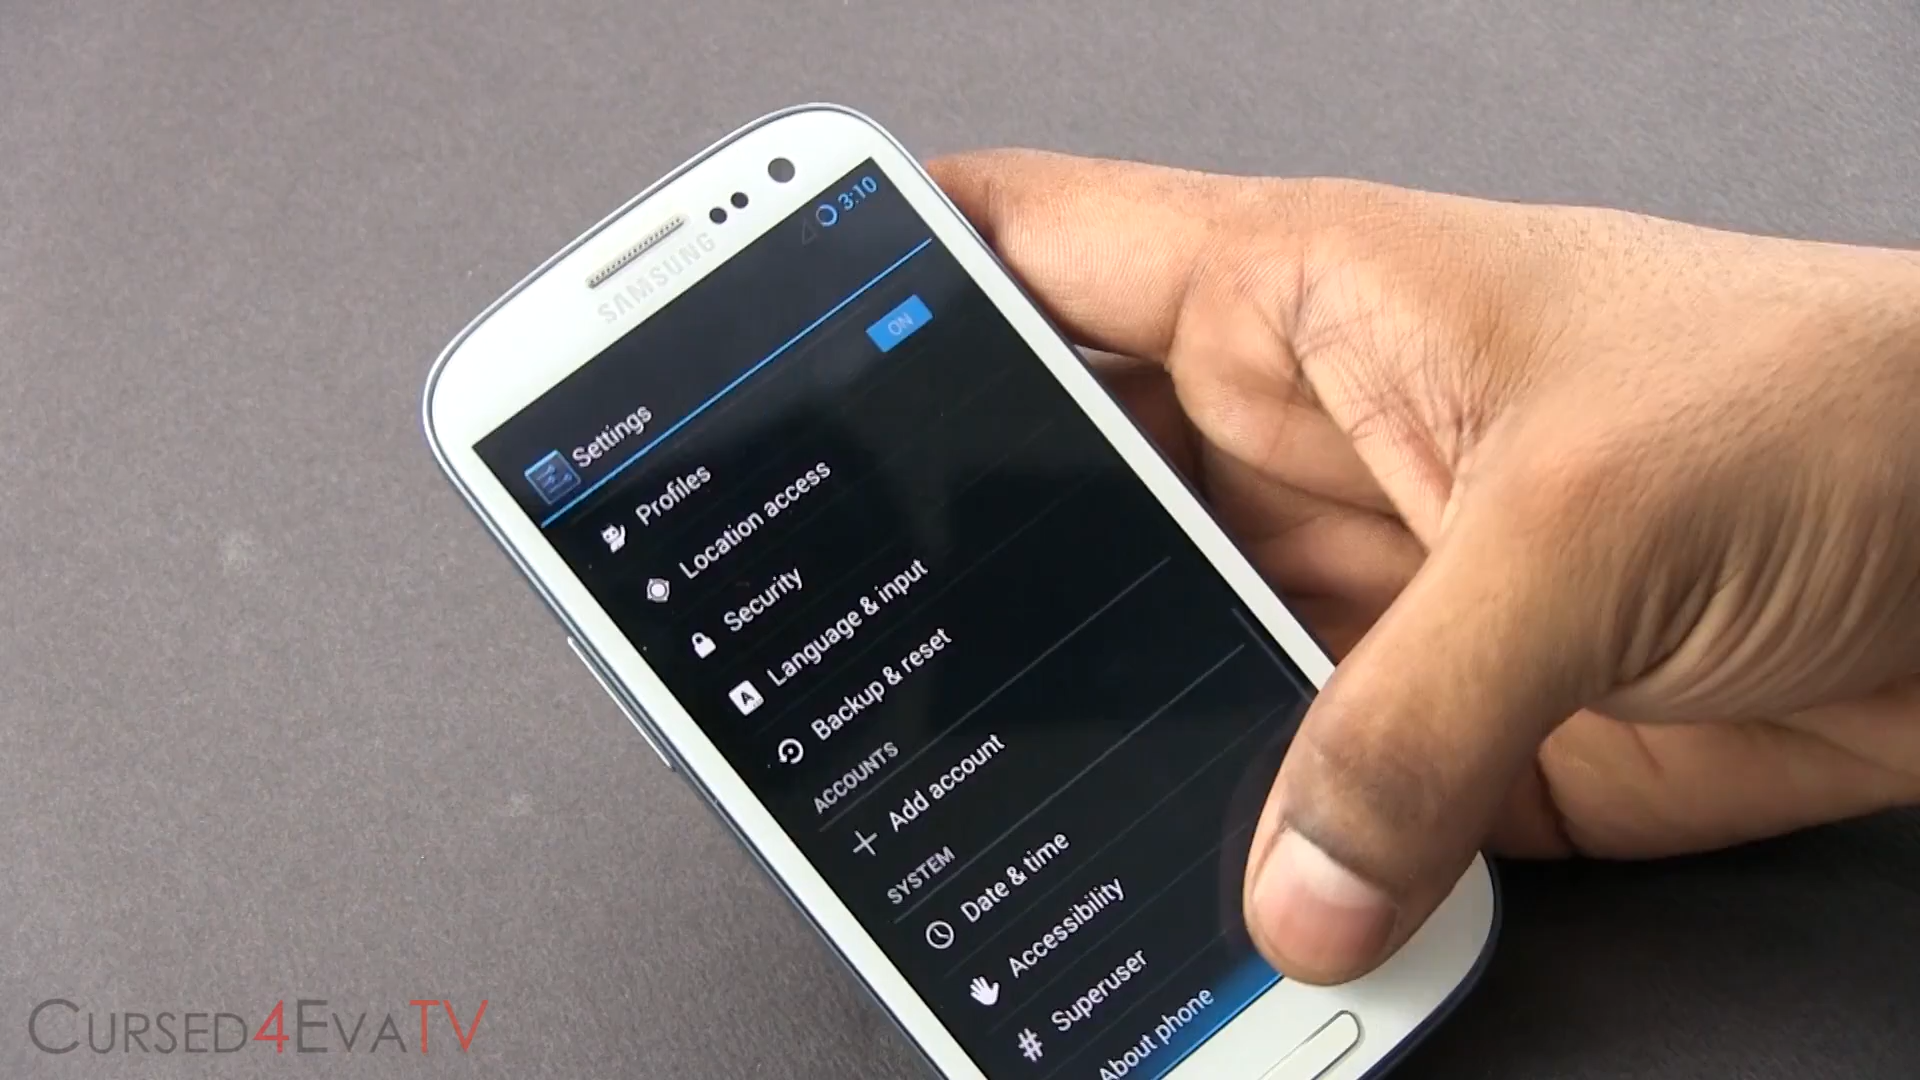 SAMSUNG
3:10
Settings
ON
Profiles
Location access
Security
Language & input
Backup & reset
ACCOUNTS
Add account
SYSTEM
Date & time
Accessibility
# Superuser
About phone
CURSED4EVATV